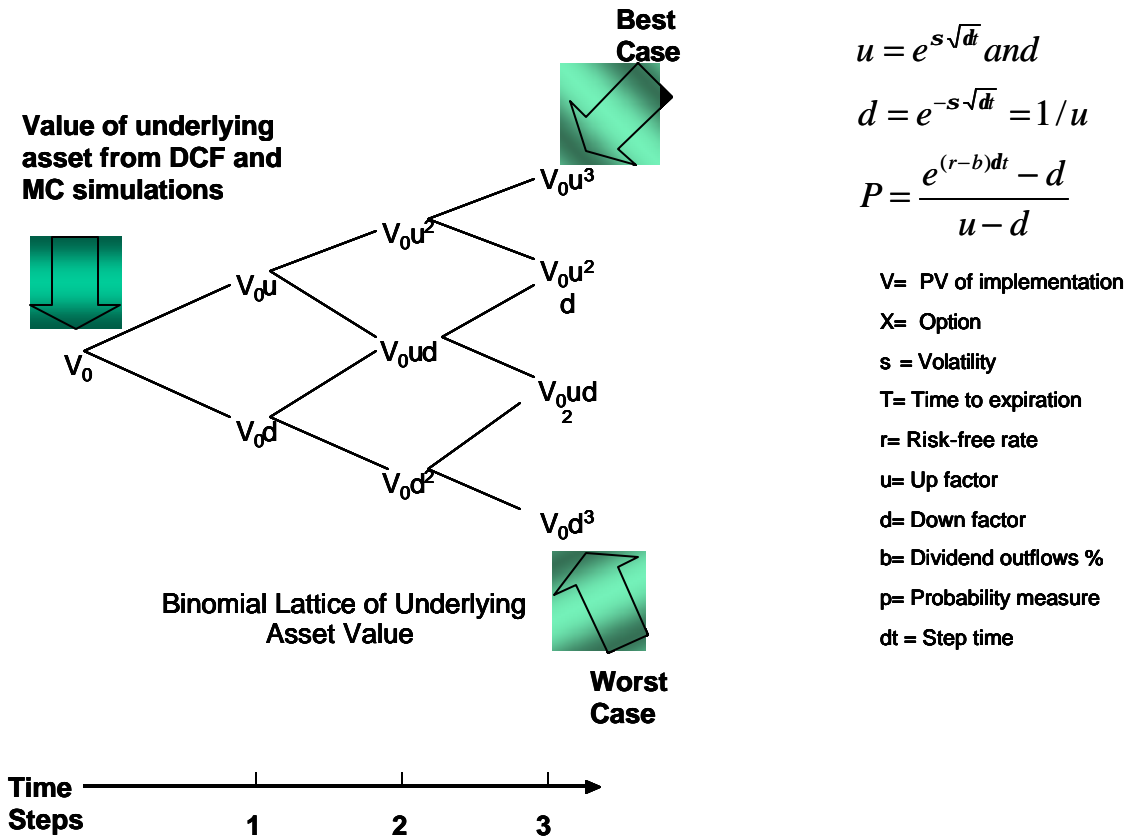 Best
Case
Value of underlying
asset from DCF and
MC simulations
V₀
V₀u
V₀d
V₀u²
V₀ud
V₀d²
V₀u³
V₀u²
d
V₀ud
2
V₀d³
Binomial Lattice of Underlying
Asset Value
Worst
Case
Time
Steps
1 2 3
u = e^{s√dt} and
d = e^{-s√dt} = 1/u
P = (e^{(r-b)dt} - d) / (u - d)
V= PV of implementation
X= Option
s = Volatility
T= Time to expiration
r= Risk-free rate
u= Up factor
d= Down factor
b= Dividend outflows %
p= Probability measure
dt = Step time